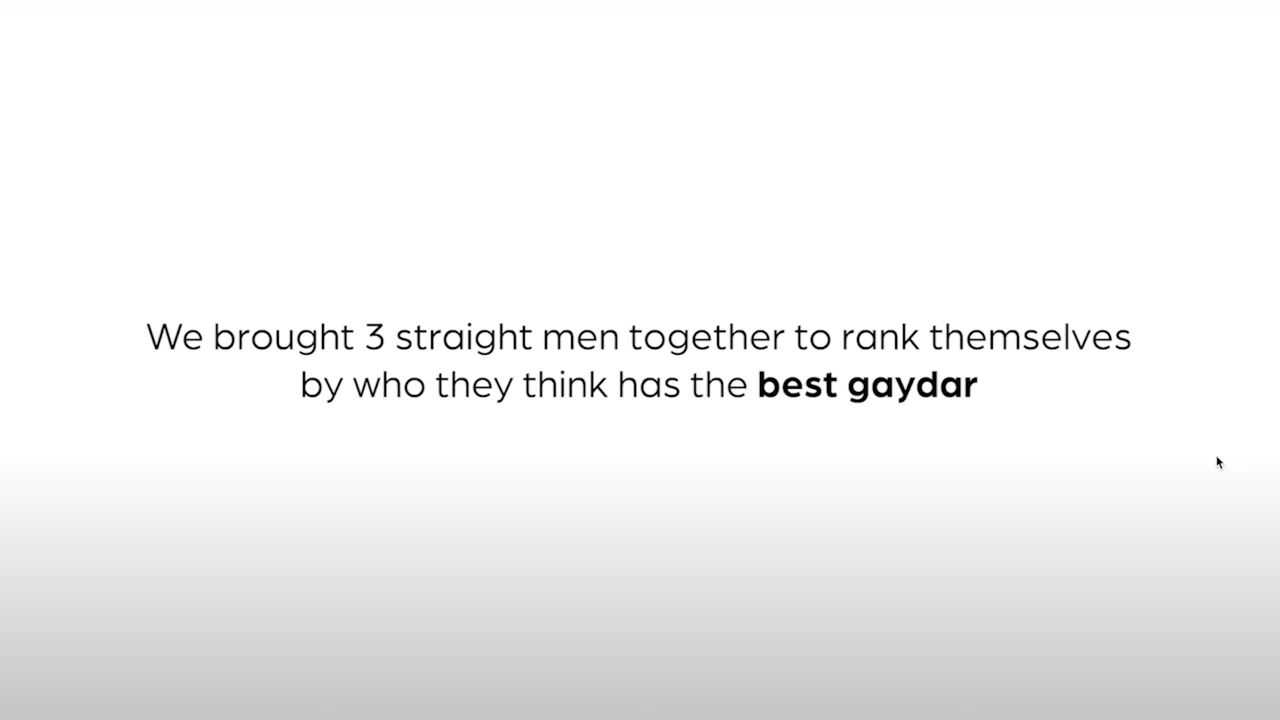 We brought 3 straight men together to rank themselves
by who they think has the best gaydar